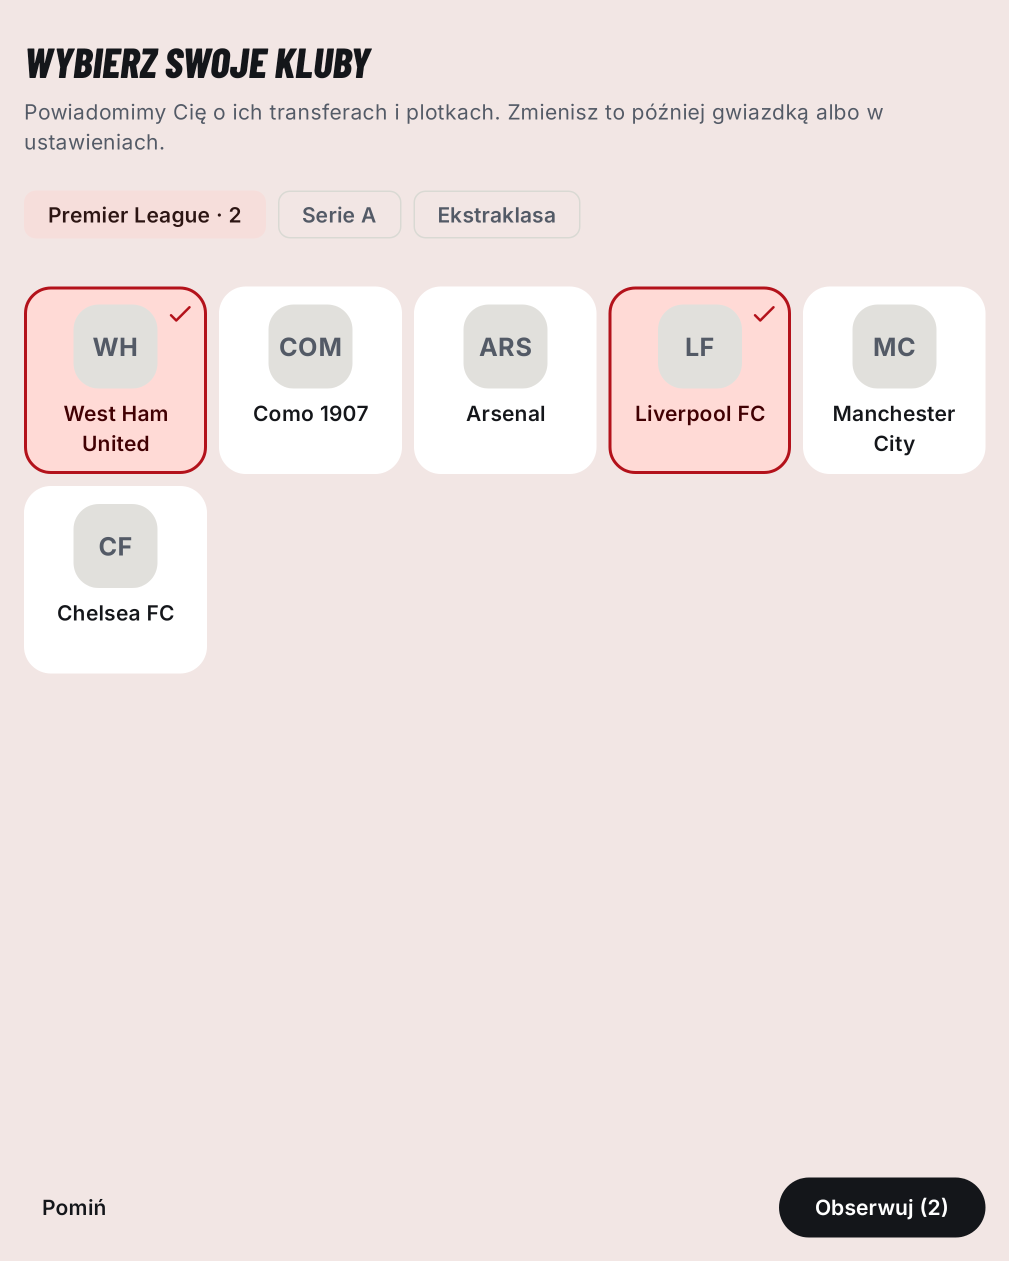 WYBIERZ SWOJE KLUBY
Powiadomimy Cię o ich transferach i plotkach. Zmienisz to później gwiazdką albo w
ustawieniach.
Premier League · 2
Serie A
Ekstraklasa
WH
West Ham
United
COM
Como 1907
ARS
Arsenal
LF
Liverpool FC
MC
Manchester
City
CF
Chelsea FC
Pomiń
Obserwuj (2)